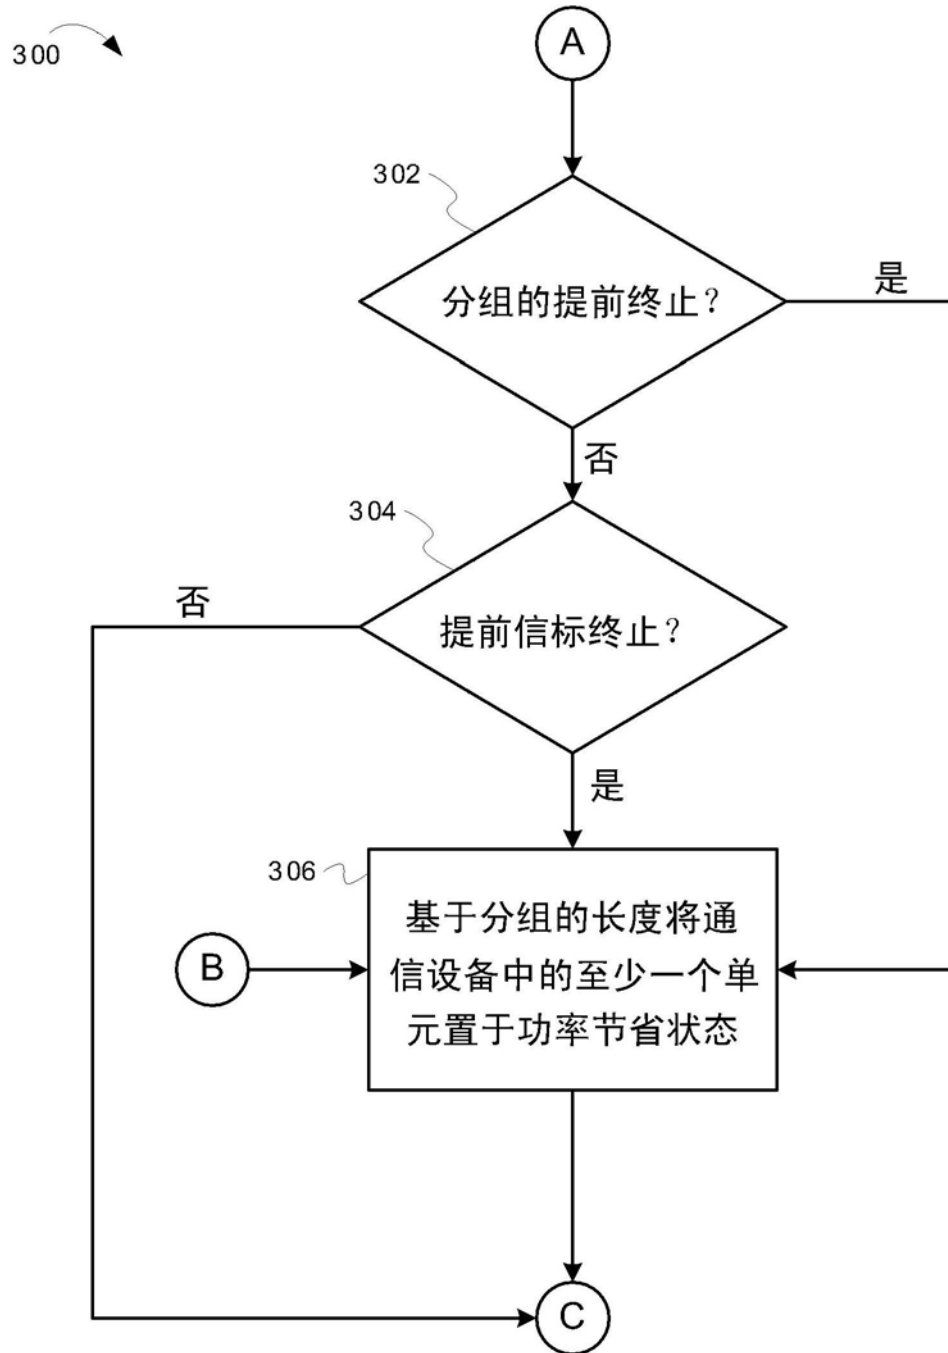 300
A
302
分组的提前终止？
是
否
304
否
提前信标终止？
是
306
基于分组的长度将通
信设备中的至少一个单
元置于功率节省状态
B
C